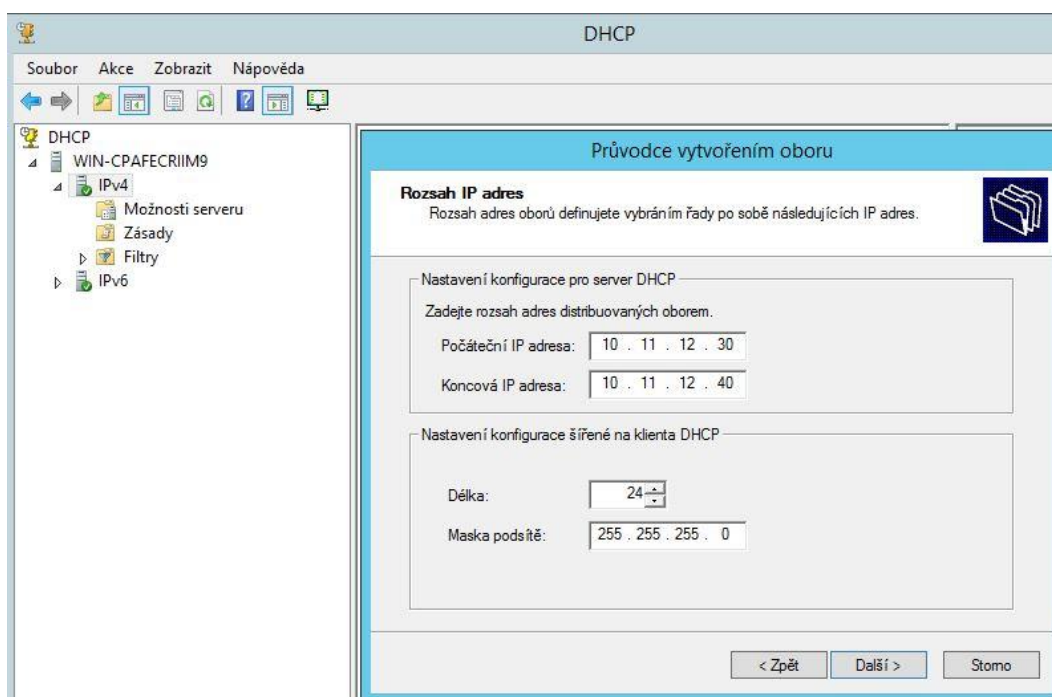 DHCP
Soubor Akce Zobrazit Nápověda
DHCP
WIN-CPAFECRIIM9
IPv4
Možnosti serveru
Zásady
Filtry
IPv6
Průvodce vytvořením oboru
Rozsah IP adres
Rozsah adres oborů definujete vybráním řady po sobě následujících IP adres.
Nastavení konfigurace pro server DHCP
Zadejte rozsah adres distribuovaných oborem.
Počáteční IP adresa: 10 . 11 . 12 . 30
Koncová IP adresa: 10 . 11 . 12 . 40
Nastavení konfigurace šířené na klienta DHCP
Délka: 24
Maska podsítě: 255 . 255 . 255 . 0
< Zpět Další > Storno